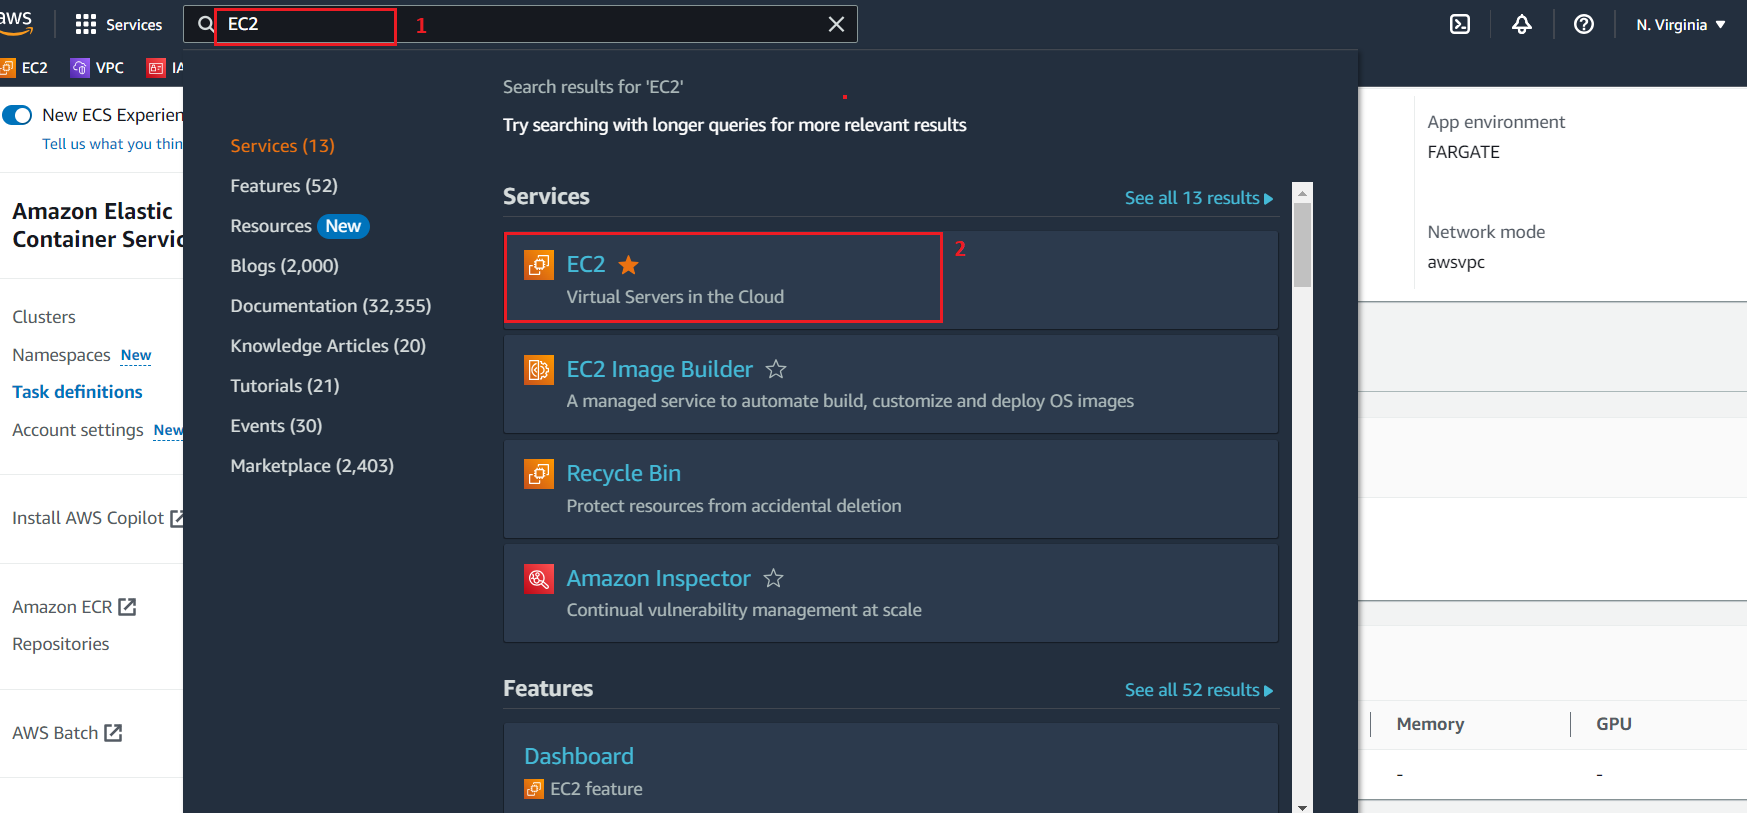 aws
Services
EC2
1
N. Virginia
EC2
VPC
IA
New ECS Experien
Tell us what you thin
Amazon Elastic
Container Servic
Clusters
Namespaces New
Task definitions
Account settings New
Install AWS Copilot
Amazon ECR
Repositories
AWS Batch
Services (13)
Features (52)
Resources New
Blogs (2,000)
Documentation (32,355)
Knowledge Articles (20)
Tutorials (21)
Events (30)
Marketplace (2,403)
Search results for 'EC2'
Try searching with longer queries for more relevant results
Services
See all 13 results
EC2
2
Virtual Servers in the Cloud
EC2 Image Builder
A managed service to automate build, customize and deploy OS images
Recycle Bin
Protect resources from accidental deletion
Amazon Inspector
Continual vulnerability management at scale
Features
See all 52 results
Dashboard
EC2 feature
App environment
FARGATE
Network mode
awsvpc
Memory
GPU
-
-